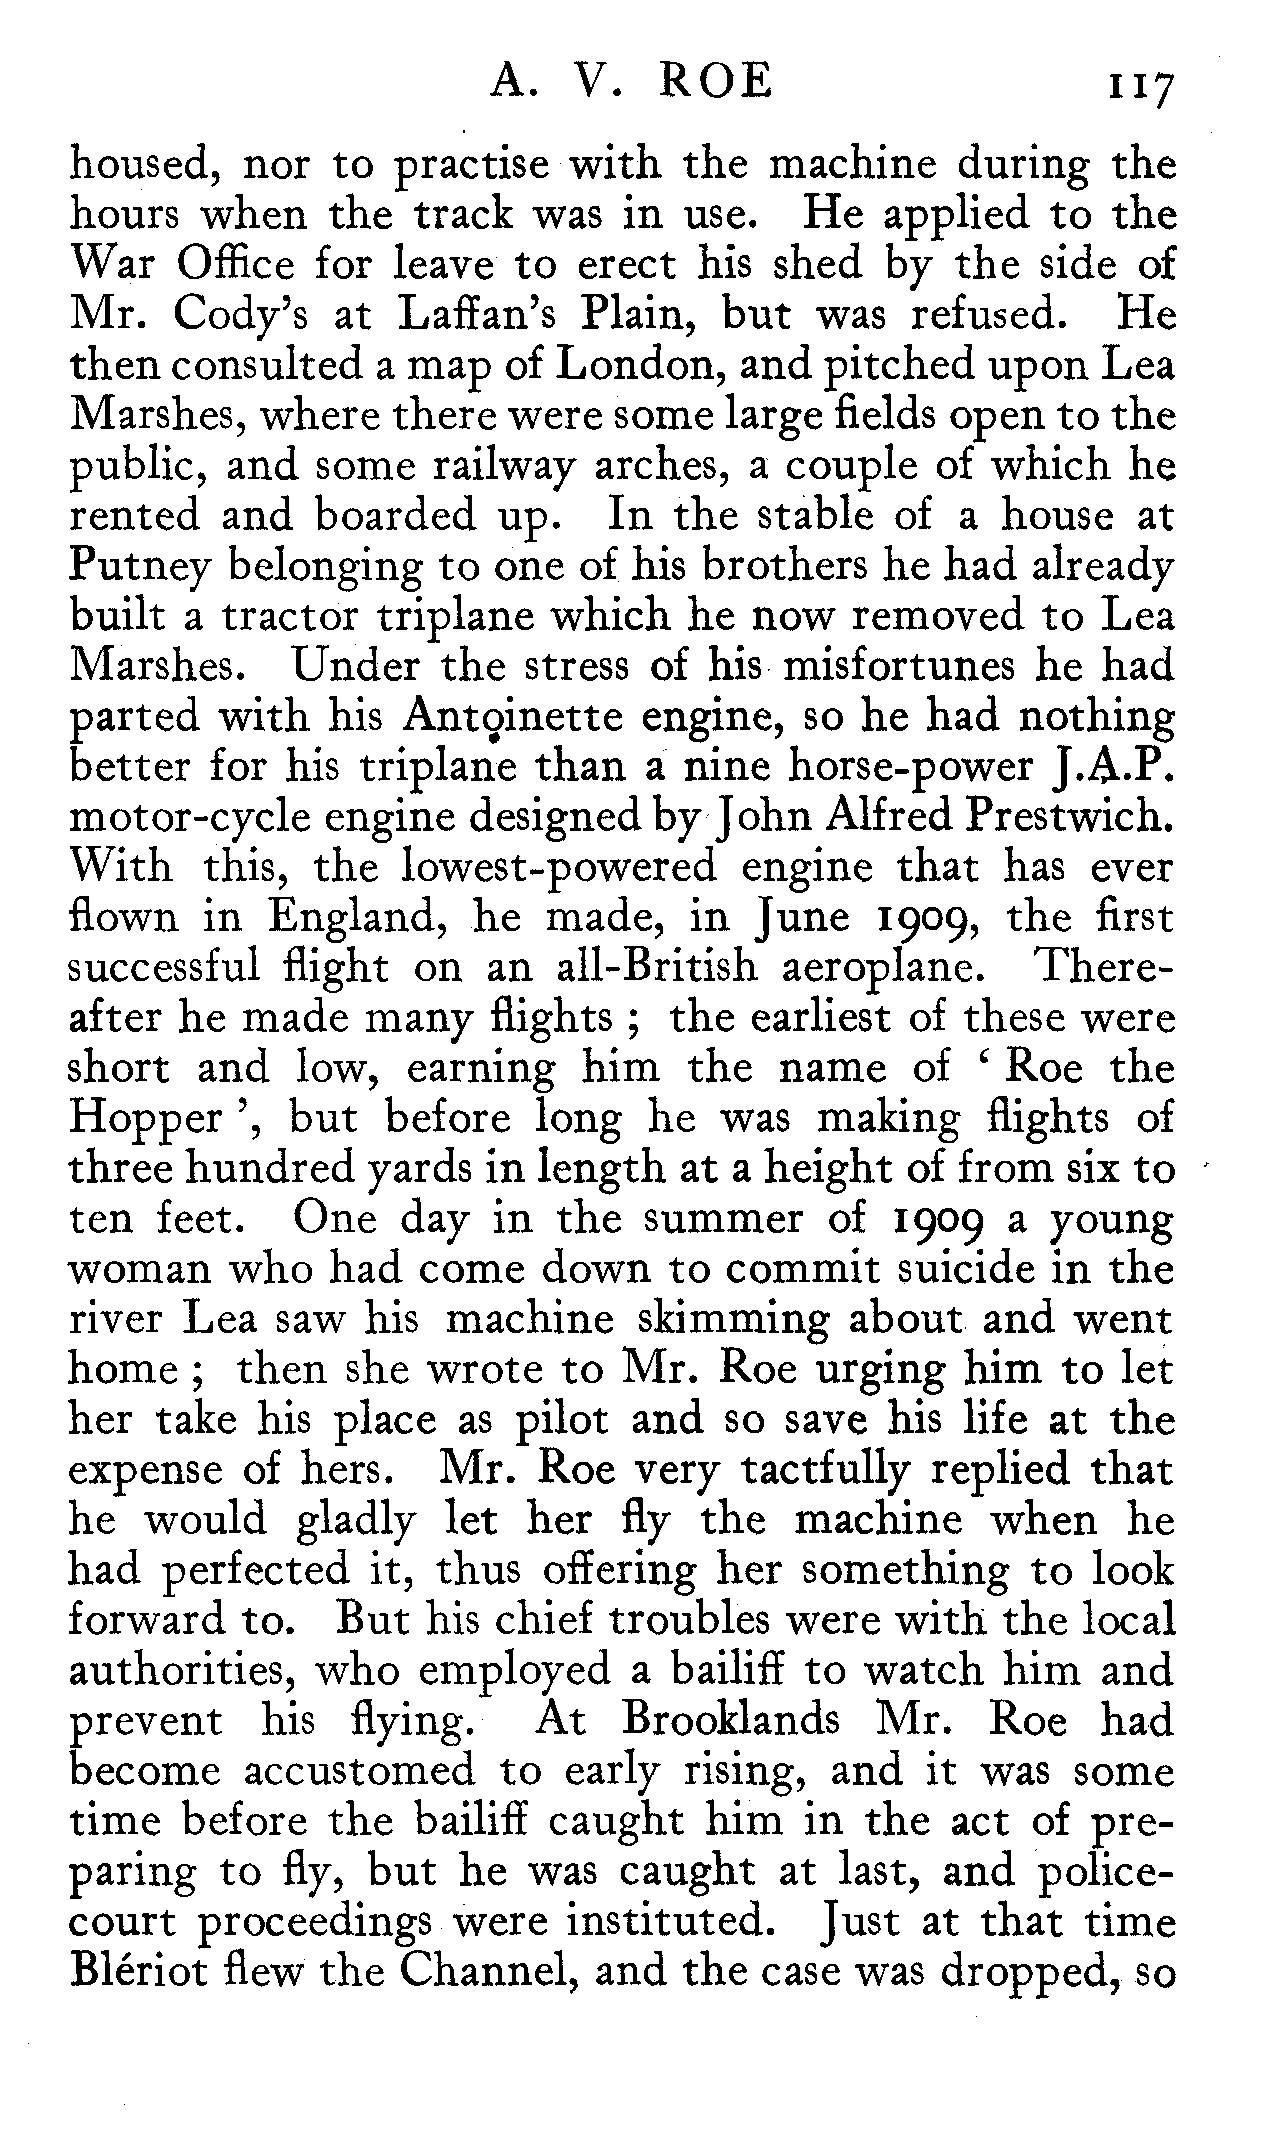 A. V. ROE 117
housed, nor to practise with the machine during the
hours when the track was in use. He applied to the
War Office for leave to erect his shed by the side of
Mr. Cody's at Laffan's Plain, but was refused. He
then consulted a map of London, and pitched upon Lea
Marshes, where there were some large fields open to the
public, and some railway arches, a couple of which he
rented and boarded up. In the stable of a house at
Putney belonging to one of his brothers he had already
built a tractor triplane which he now removed to Lea
Marshes. Under the stress of his misfortunes he had
parted with his Antoinette engine, so he had nothing
better for his triplane than a nine horse-power J.A.P.
motor-cycle engine designed by John Alfred Prestwich.
With this, the lowest-powered engine that has ever
flown in England, he made, in June 1909, the first
successful flight on an all-British aeroplane. There-
after he made many flights ; the earliest of these were
short and low, earning him the name of ‘ Roe the
Hopper ’, but before long he was making flights of
three hundred yards in length at a height of from six to
ten feet. One day in the summer of 1909 a young
woman who had come down to commit suicide in the
river Lea saw his machine skimming about and went
home ; then she wrote to Mr. Roe urging him to let
her take his place as pilot and so save his life at the
expense of hers. Mr. Roe very tactfully replied that
he would gladly let her fly the machine when he
had perfected it, thus offering her something to look
forward to. But his chief troubles were with the local
authorities, who employed a bailiff to watch him and
prevent his flying. At Brooklands Mr. Roe had
become accustomed to early rising, and it was some
time before the bailiff caught him in the act of pre-
paring to fly, but he was caught at last, and police-
court proceedings were instituted. Just at that time
Blériot flew the Channel, and the case was dropped, so